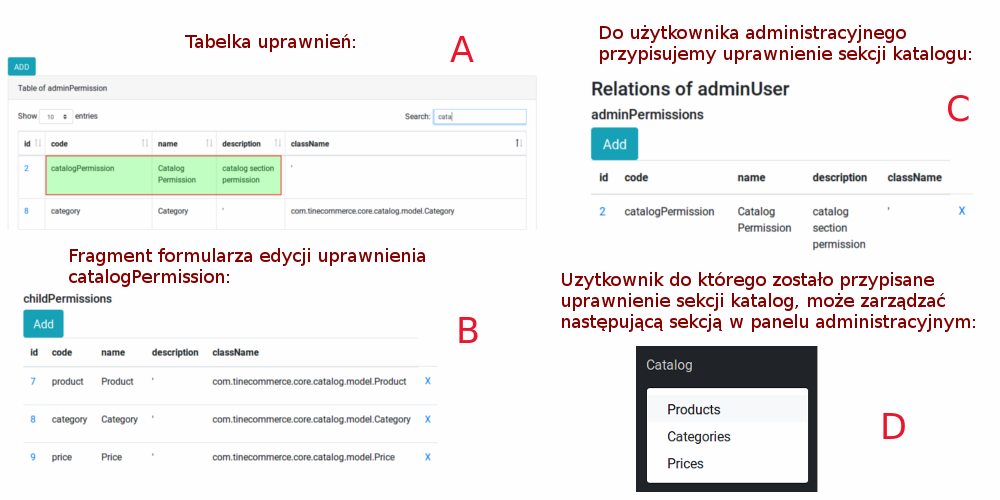 Tabelka uprawnień:
A
ADD
Table of adminPermission
Show 10 entries
Search: cata
id code name description className
2 catalogPermission Catalog Permission catalog section permission '
8 category Category ' com.tinecommerce.core.catalog.model.Category
Fragment formularza edycji uprawnienia
catalogPermission:
childPermissions
Add
B
id code name description className
7 product Product ' com.tinecommerce.core.catalog.model.Product X
8 category Category ' com.tinecommerce.core.catalog.model.Category X
9 price Price ' com.tinecommerce.core.catalog.model.Price X
Do użytkownika administracyjnego
przypisujemy uprawnienie sekcji katalogu:
Relations of adminUser
C
adminPermissions
Add
id code name description className
2 catalogPermission Catalog catalog ' X
Permission section
permission
Uzytkownik do którego zostało przypisane
uprawnienie sekcji katalog, może zarządzać
następującą sekcją w panelu administracyjnym:
Catalog
Products
Categories
Prices
D